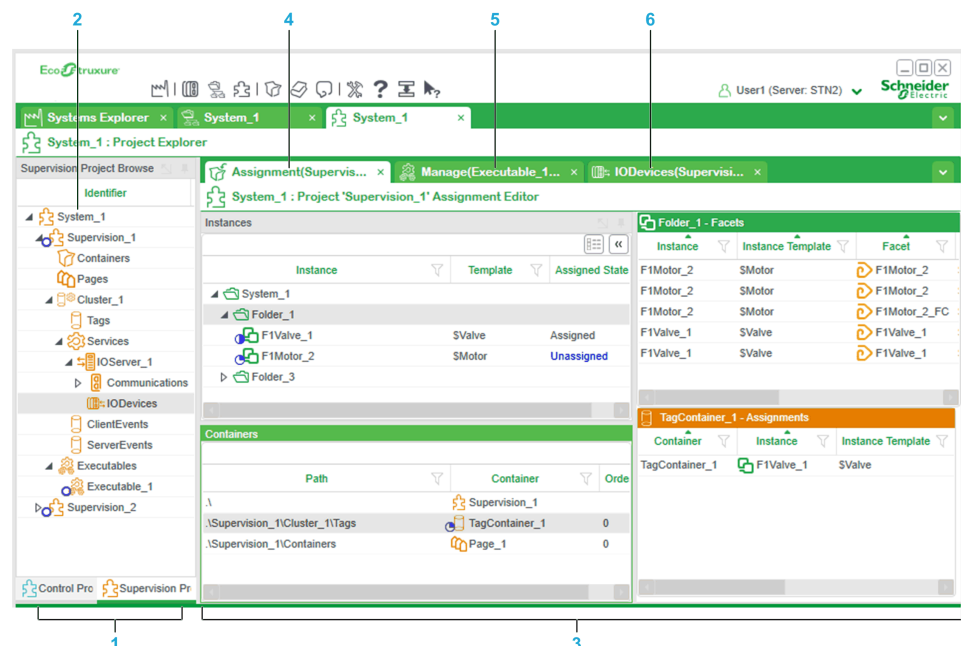 2 4 5 6
EcoStruxure
User1 (Server: STN2)
Schneider
Electric
Systems Explorer × System_1 × System_1 ×
System_1 : Project Explorer
Supervision Project Browse
Identifier
System_1
Supervision_1
Containers
Pages
Cluster_1
Tags
Services
IOServer_1
Communications
IODevices
ClientEvents
ServerEvents
Executables
Executable_1
Supervision_2
Control Pro Supervision Pr
Assignment(Supervis... × Manage(Executable_1... × IODevices(Supervisi... ×
System_1 : Project 'Supervision_1' Assignment Editor
Instances
Instance Template Assigned State
System_1
Folder_1
F1Valve_1 $Valve Assigned
F1Motor_2 $Motor Unassigned
Folder_3
Containers
Path Container Orde
.\ Supervision_1
.\Supervision_1\Cluster_1\Tags TagContainer_1 0
.\Supervision_1\Containers Page_1 0
Folder_1 - Facets
Instance Instance Template Facet
F1Motor_2 $Motor F1Motor_2
F1Motor_2 $Motor F1Motor_2
F1Motor_2 $Motor F1Motor_2_FC
F1Valve_1 $Valve F1Valve_1
F1Valve_1 $Valve F1Valve_1
TagContainer_1 - Assignments
Container Instance Instance Template
TagContainer_1 F1Valve_1 $Valve
1 3